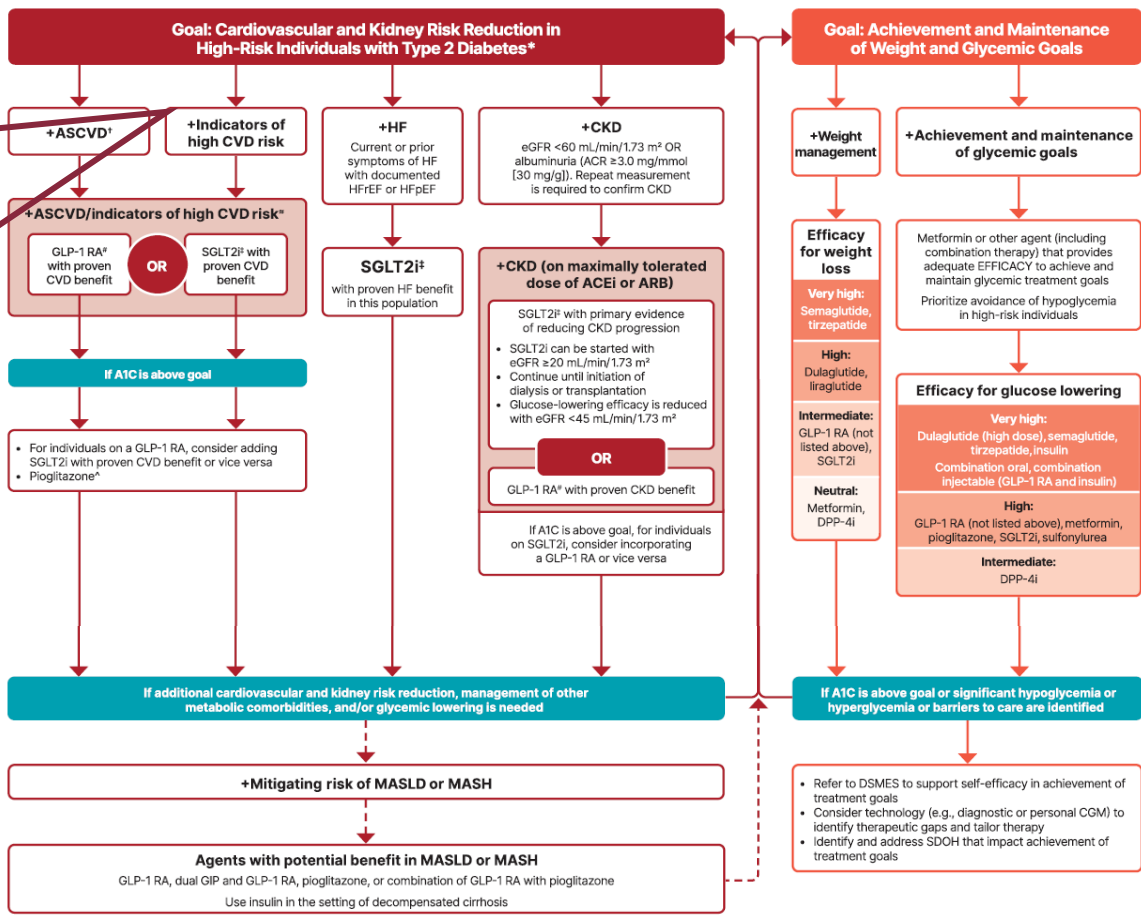 Goal: Cardiovascular and Kidney Risk Reduction in
High-Risk Individuals with Type 2 Diabetes*
+ASCVD†
+Indicators of
high CVD risk
+HF
Current or prior
symptoms of HF
with documented
HFrEF or HFpEF
+CKD
eGFR <60 mL/min/1.73 m² OR
albuminuria (ACR ≥3.0 mg/mmol
[30 mg/g]). Repeat measurement
is required to confirm CKD
+ASCVD/indicators of high CVD risk
GLP-1 RA#
with proven
CVD benefit
OR
SGLT2i‡ with
proven CVD
benefit
SGLT2i‡
with proven HF benefit
in this population
+CKD (on maximally tolerated
dose of ACEi or ARB)
SGLT2i‡ with primary evidence
of reducing CKD progression
• SGLT2i can be started with
eGFR ≥20 mL/min/1.73 m²
• Continue until initiation of
dialysis or transplantation
• Glucose-lowering efficacy is reduced
with eGFR <45 mL/min/1.73 m²
OR
GLP-1 RA# with proven CKD benefit
If A1C is above goal, for individuals
on SGLT2i, consider incorporating
a GLP-1 RA or vice versa
If A1C is above goal
• For individuals on a GLP-1 RA, consider adding
SGLT2i with proven CVD benefit or vice versa
• Pioglitazone^
If additional cardiovascular and kidney risk reduction, management of other
metabolic comorbidities, and/or glycemic lowering is needed
+Mitigating risk of MASLD or MASH
Agents with potential benefit in MASLD or MASH
GLP-1 RA, dual GIP and GLP-1 RA, pioglitazone, or combination of GLP-1 RA with pioglitazone
Use insulin in the setting of decompensated cirrhosis
Goal: Achievement and Maintenance
of Weight and Glycemic Goals
+Weight
management
Efficacy
for weight
loss
Very high:
Semaglutide,
tirzepatide
High:
Dulaglutide,
liraglutide
Intermediate:
GLP-1 RA (not
listed above),
SGLT2i
Neutral:
Metformin,
DPP-4i
+Achievement and maintenance
of glycemic goals
Metformin or other agent (including
combination therapy) that provides
adequate EFFICACY to achieve and
maintain glycemic treatment goals
Prioritize avoidance of hypoglycemia
in high-risk individuals
Efficacy for glucose lowering
Very high:
Dulaglutide (high dose), semaglutide,
tirzepatide, insulin
Combination oral, combination
injectable (GLP-1 RA and insulin)
High:
GLP-1 RA (not listed above), metformin,
pioglitazone, SGLT2i, sulfonylurea
Intermediate:
DPP-4i
If A1C is above goal or significant hypoglycemia or
hyperglycemia or barriers to care are identified
• Refer to DSMES to support self-efficacy in achievement of
treatment goals
• Consider technology (e.g., diagnostic or personal CGM) to
identify therapeutic gaps and tailor therapy
• Identify and address SDOH that impact achievement of
treatment goals